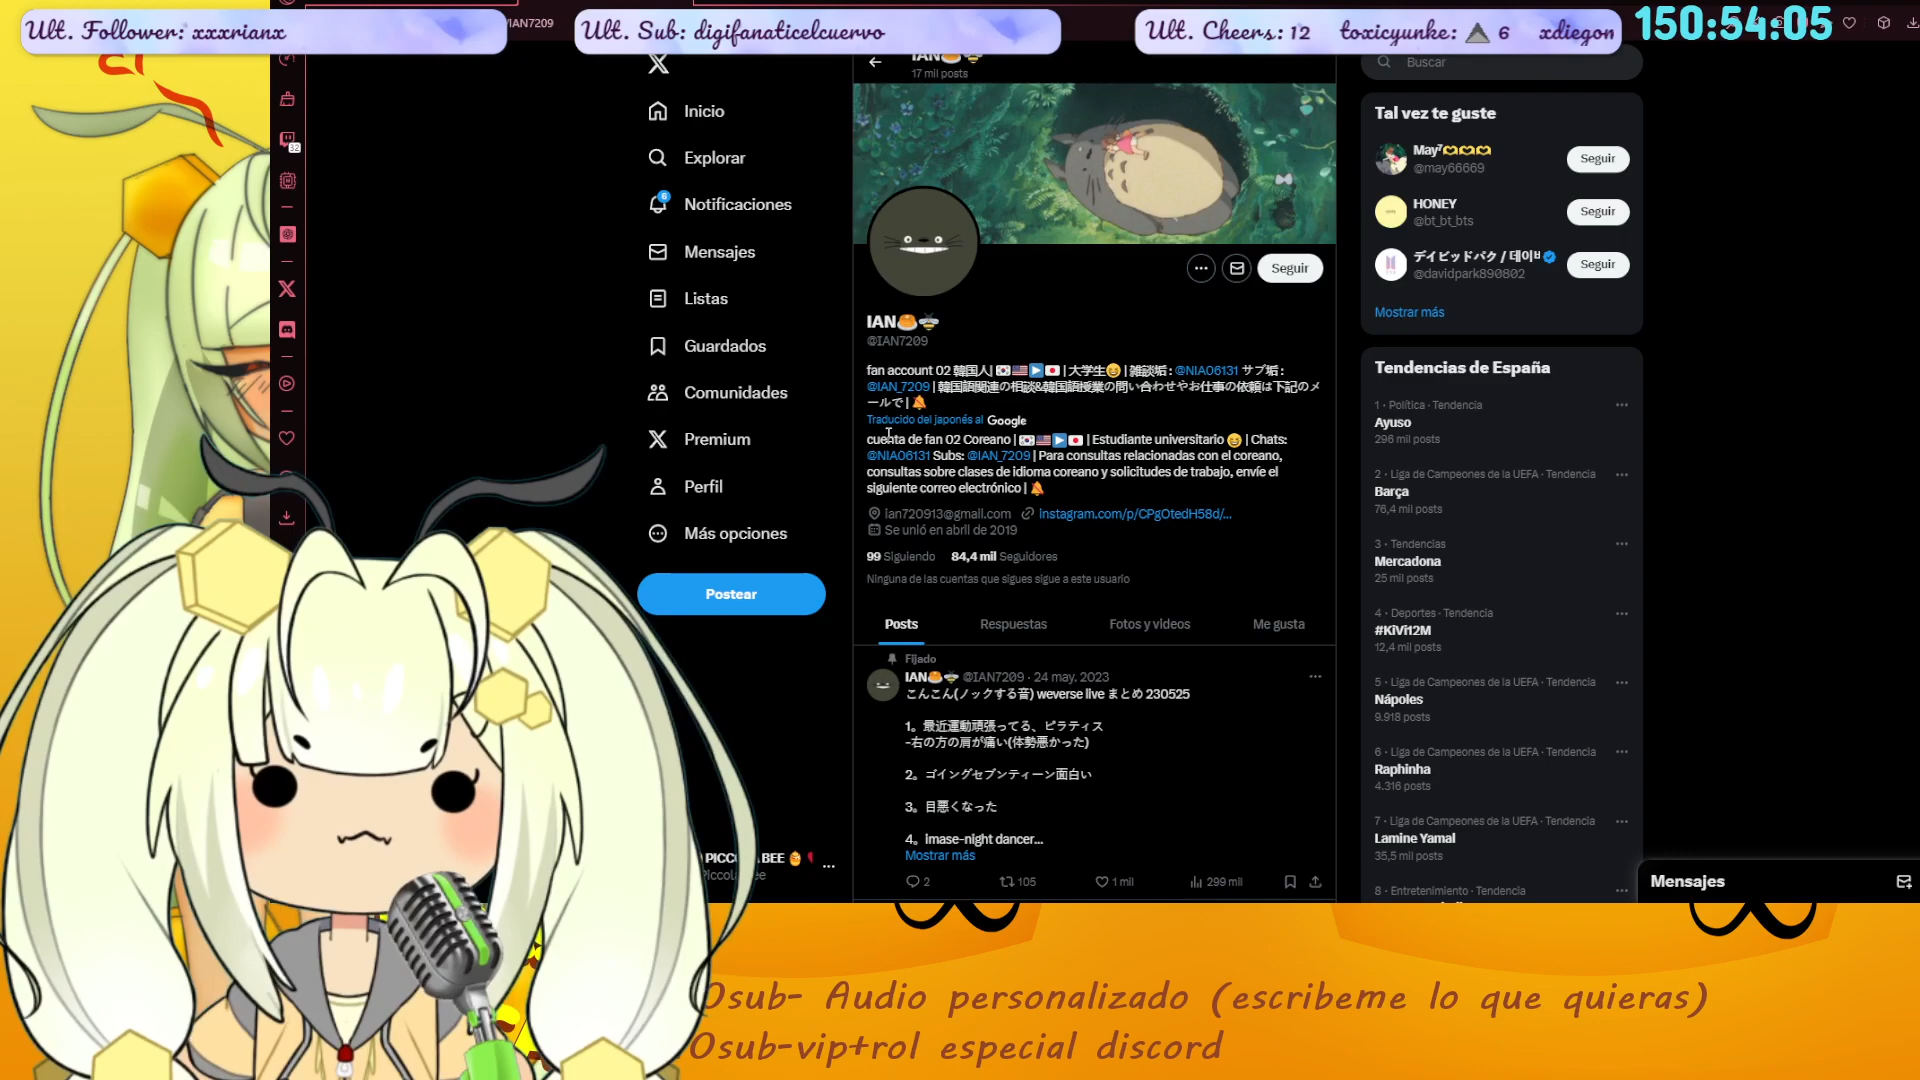 Ult. Follower: xxxrianx
Ult. Sub: digifanaticelcuervo
Ult. Cheers: 12 toxicyunke: 6 xdiegon
150:54:05
IAN7209
32
IAN
17 mil posts
Inicio
Explorar
6
Notificaciones
Mensajes
Listas
Guardados
Comunidades
Premium
Perfil
Más opciones
Postear
Seguir
IAN🍮🐝
@IAN7209
fan account 02 韓国人| 🇰🇷🇺🇸▶️🇯🇵 | 大学生😆 | 雑談垢 : @NIA06131 サブ垢 :
@IAN_7209 | 韓国語関連の相談&韓国語授業の問い合わせやお仕事の依頼は下記のメ
ールで | 🔕
Traducido del japonés al Google
cuenta de fan 02 Coreano | 🇰🇷🇺🇸▶️🇯🇵 | Estudiante universitario 😆 | Chats:
@NIA06131 Subs: @IAN_7209 | Para consultas relacionadas con el coreano,
consultas sobre clases de idioma coreano y solicitudes de trabajo, envíe el
siguiente correo electrónico | 🔕
ian720913@gmail.com instagram.com/p/CPgOtedH58d/...
Se unió en abril de 2019
99 Siguiendo 84,4 mil Seguidores
Ninguna de las cuentas que sigues sigue a este usuario
Posts Respuestas Fotos y videos Me gusta
Fijado
IAN🍮🐝 @IAN7209 · 24 may. 2023
こんこん(ノックする音) weverse live まとめ 230525
1。最近運動頑張ってる、ピラティス
-右の方の肩が痛い(体勢悪かった)
2。ゴイングセブンティーン面白い
3。目悪くなった
4。imase-night dancer...
Mostrar más
2 105 1 mil 299 mil
Buscar
Tal vez te guste
May⁷🫶🫶🫶
@may66669
Seguir
HONEY
@bt_bt_bts
Seguir
デイビッドパク / 데이비
@davidpark890802
Seguir
Mostrar más
Tendencias de España
1 · Política · Tendencia
Ayuso
296 mil posts
2 · Liga de Campeones de la UEFA · Tendencia
Barça
76,4 mil posts
3 · Tendencias
Mercadona
25 mil posts
4 · Deportes · Tendencia
#KiVi12M
12,4 mil posts
5 · Liga de Campeones de la UEFA · Tendencia
Nápoles
9.918 posts
6 · Liga de Campeones de la UEFA · Tendencia
Raphinha
4.316 posts
7 · Liga de Campeones de la UEFA · Tendencia
Lamine Yamal
35,5 mil posts
8 · Entretenimiento · Tendencia
Mensajes
0sub- Audio personalizado (escribeme lo que quieras)
0sub-vip+rol especial discord